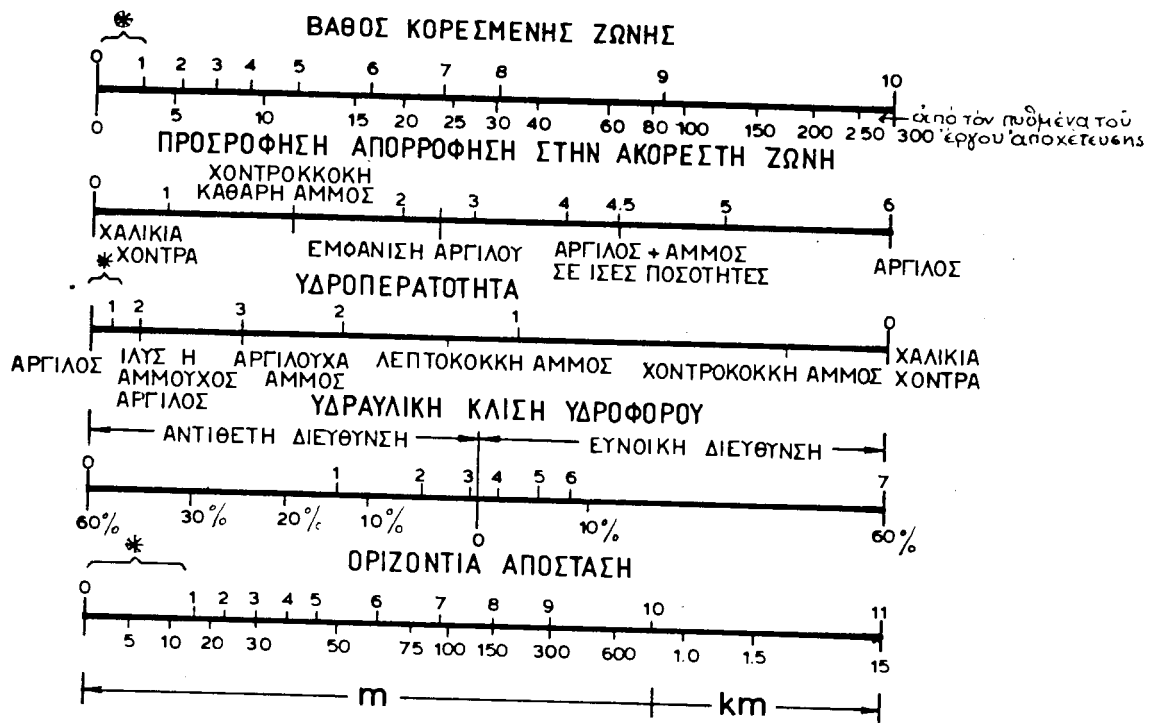 *
ΒΑΘΟΣ ΚΟΡΕΣΜΕΝΗΣ ΖΩΝΗΣ
0 1 2 3 4 5 6 7 8 9 10
0 5 10 15 20 25 30 40 60 80 100 150 200 250 300
ἀπό τόν πυθμένα τοῦ
ἔργου ἀποχέτευσης
ΠΡΟΣΡΟΦΗΣΗ ΑΠΟΡΡΟΦΗΣΗ ΣΤΗΝ ΑΚΟΡΕΣΤΗ ΖΩΝΗ
ΧΟΝΤΡΟΚΚΟΚΗ
ΚΑΘΑΡΗ ΑΜΜΟΣ
0 1 2 3 4 4.5 5 6
ΧΑΛΙΚΙΑ
ΧΟΝΤΡΑ
ΕΜΦΑΝΙΣΗ ΑΡΓΙΛΟΥ
ΑΡΓΙΛΟΣ + ΑΜΜΟΣ
ΣΕ ΙΣΕΣ ΠΟΣΟΤΗΤΕΣ
ΑΡΓΙΛΟΣ
*
ΥΔΡΟΠΕΡΑΤΟΤΗΤΑ
1 2 3 2 1 0
ΑΡΓΙΛΟΣ
ΙΛΥΣ Η
ΑΜΜΟΥΧΟΣ
ΑΡΓΙΛΟΣ
ΑΡΓΙΛΟΥΧΑ
ΑΜΜΟΣ
ΛΕΠΤΟΚΟΚΚΗ ΑΜΜΟΣ
ΧΟΝΤΡΟΚΟΚΚΗ ΑΜΜΟΣ
ΧΑΛΙΚΙΑ
ΧΟΝΤΡΑ
ΥΔΡΑΥΛΙΚΗ ΚΛΙΣΗ ΥΔΡΟΦΟΡΟΥ
ΑΝΤΙΘΕΤΗ ΔΙΕΥΘΥΝΣΗ ΕΥΝΟΙΚΗ ΔΙΕΥΘΥΝΣΗ
0 1 2 3 4 5 6 7
60% 30% 20% 10% 0 10% 60%
*
ΟΡΙΖΟΝΤΙΑ ΑΠΟΣΤΑΣΗ
0 1 2 3 4 5 6 7 8 9 10 11
5 10 20 30 50 75 100 150 300 600 1.0 1.5 15
m km